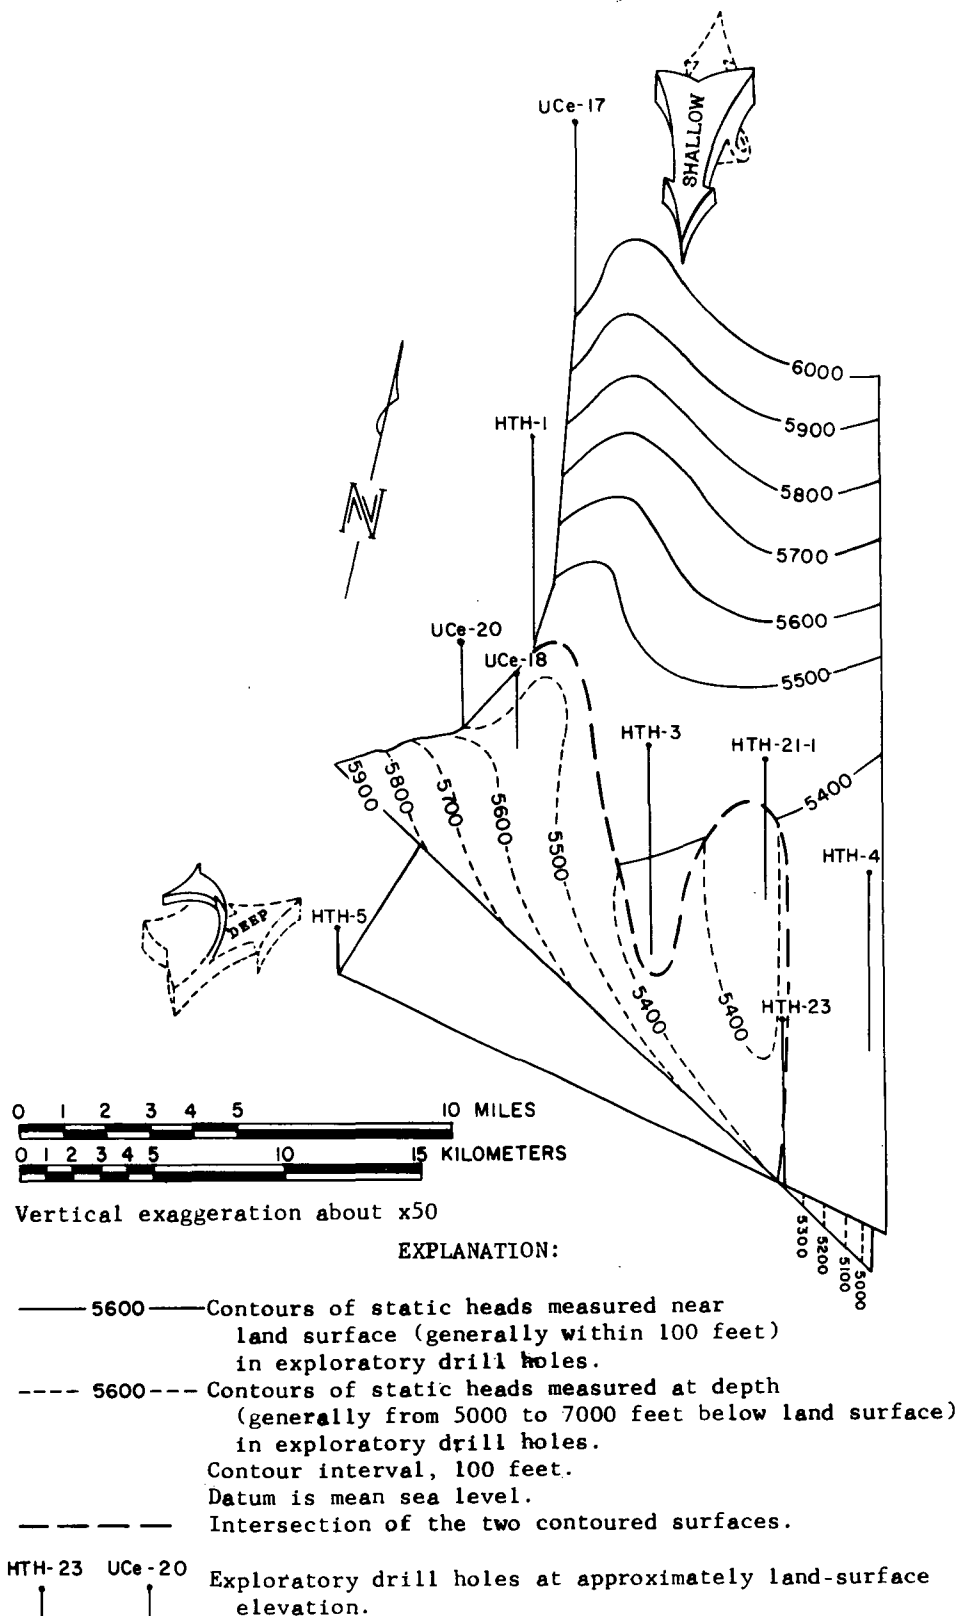 SHALLOW
UCe-17
6000
5900
HTH-1
5800
N
5700
5600
UCe-20
UCe-18
5500
HTH-3
HTH-21-1
5900
5800
5700
5600
5500
5400
HTH-4
DEEP
HTH-5
5400
5400
HTH-23
0 1 2 3 4 5 10 MILES
0 1 2 3 4 5 10 15 KILOMETERS
5300
5200
5100
5000
Vertical exaggeration about x50
EXPLANATION:
5600 Contours of static heads measured near
land surface (generally within 100 feet)
in exploratory drill holes.
5600 Contours of static heads measured at depth
(generally from 5000 to 7000 feet below land surface)
in exploratory drill holes.
Contour interval, 100 feet.
Datum is mean sea level.
Intersection of the two contoured surfaces.
HTH-23 UCe-20 Exploratory drill holes at approximately land-surface
elevation.